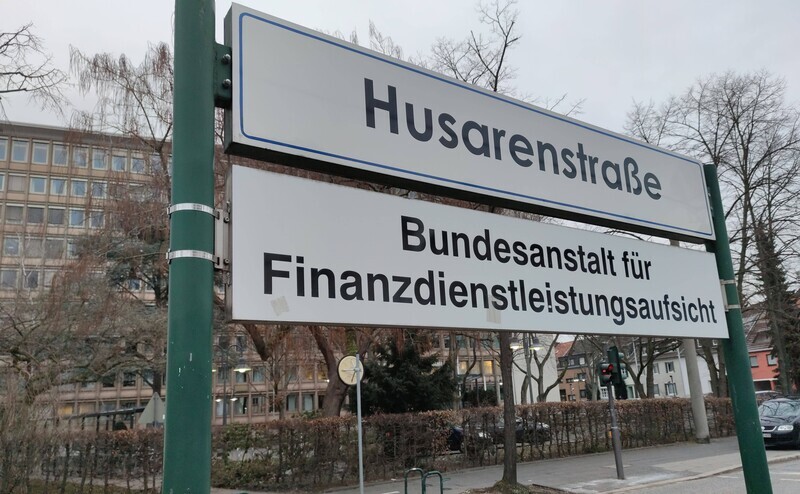 Husarenstraße
Bundesanstalt für
Finanzdienstleistungsaufsicht